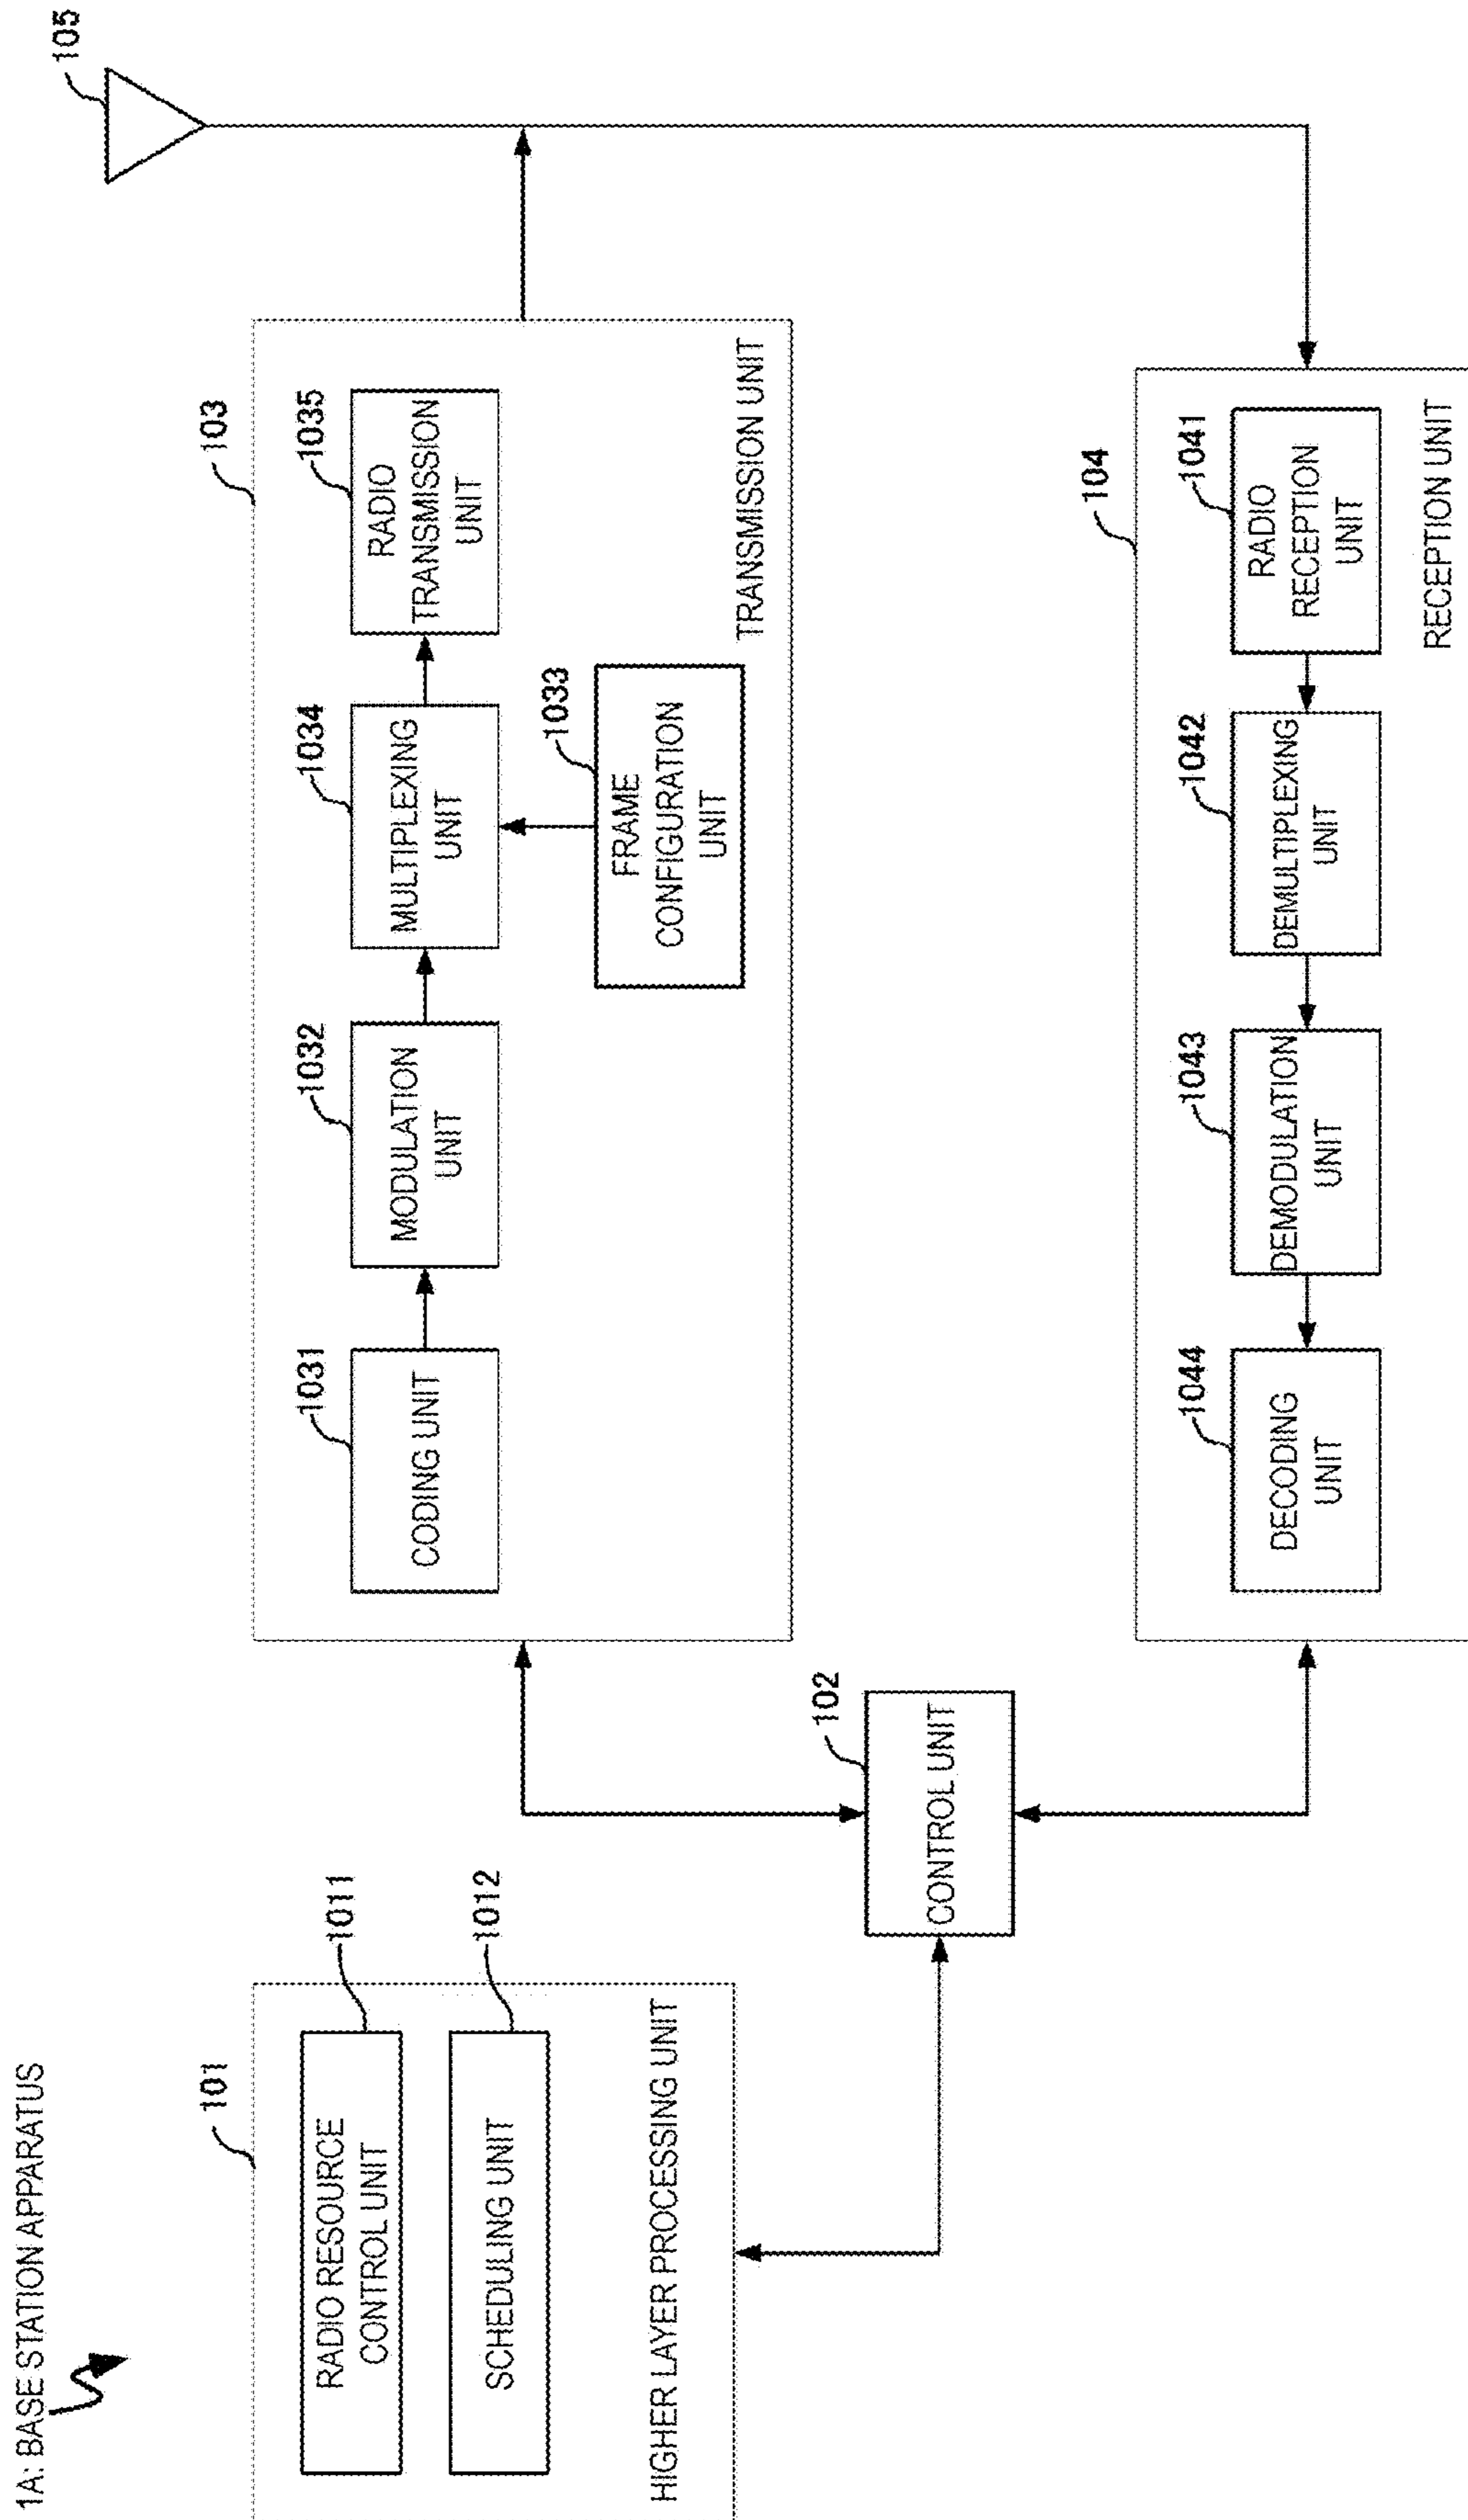 1A: BASE STATION APPARATUS
101
RADIO RESOURCE
CONTROL UNIT
1011
SCHEDULING UNIT
1012
HIGHER LAYER PROCESSING UNIT
102
CONTROL UNIT
103
1031
CODING UNIT
1032
MODULATION
UNIT
1034
MULTIPLEXING
UNIT
1035
RADIO
TRANSMISSION
UNIT
1033
FRAME
CONFIGURATION
UNIT
TRANSMISSION UNIT
105
104
1044
DECODING
UNIT
1043
DEMODULATION
UNIT
1042
DEMULTIPLEXING
UNIT
1041
RADIO
RECEPTION
UNIT
RECEPTION UNIT